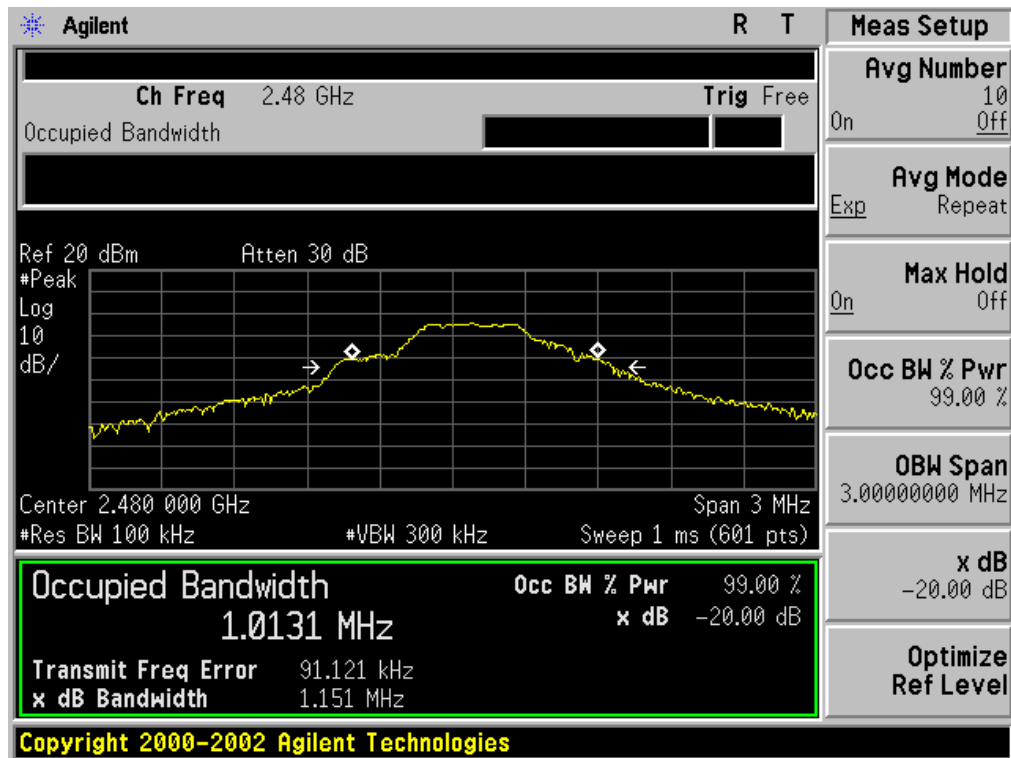 Agilent R T
Ch Freq 2.48 GHz Trig Free
Occupied Bandwidth
Ref 20 dBm Atten 30 dB
#Peak
Log
10
dB/
Center 2.480 000 GHz Span 3 MHz
#Res BW 100 kHz #VBW 300 kHz Sweep 1 ms (601 pts)
Occupied Bandwidth
1.0131 MHz
Occ BW % Pwr 99.00 %
x dB -20.00 dB
Transmit Freq Error 91.121 kHz
x dB Bandwidth 1.151 MHz
Copyright 2000-2002 Agilent Technologies
Meas Setup
Avg Number
10
On Off
Avg Mode
Exp Repeat
Max Hold
On Off
Occ BW % Pwr
99.00 %
OBW Span
3.00000000 MHz
x dB
-20.00 dB
Optimize
Ref Level